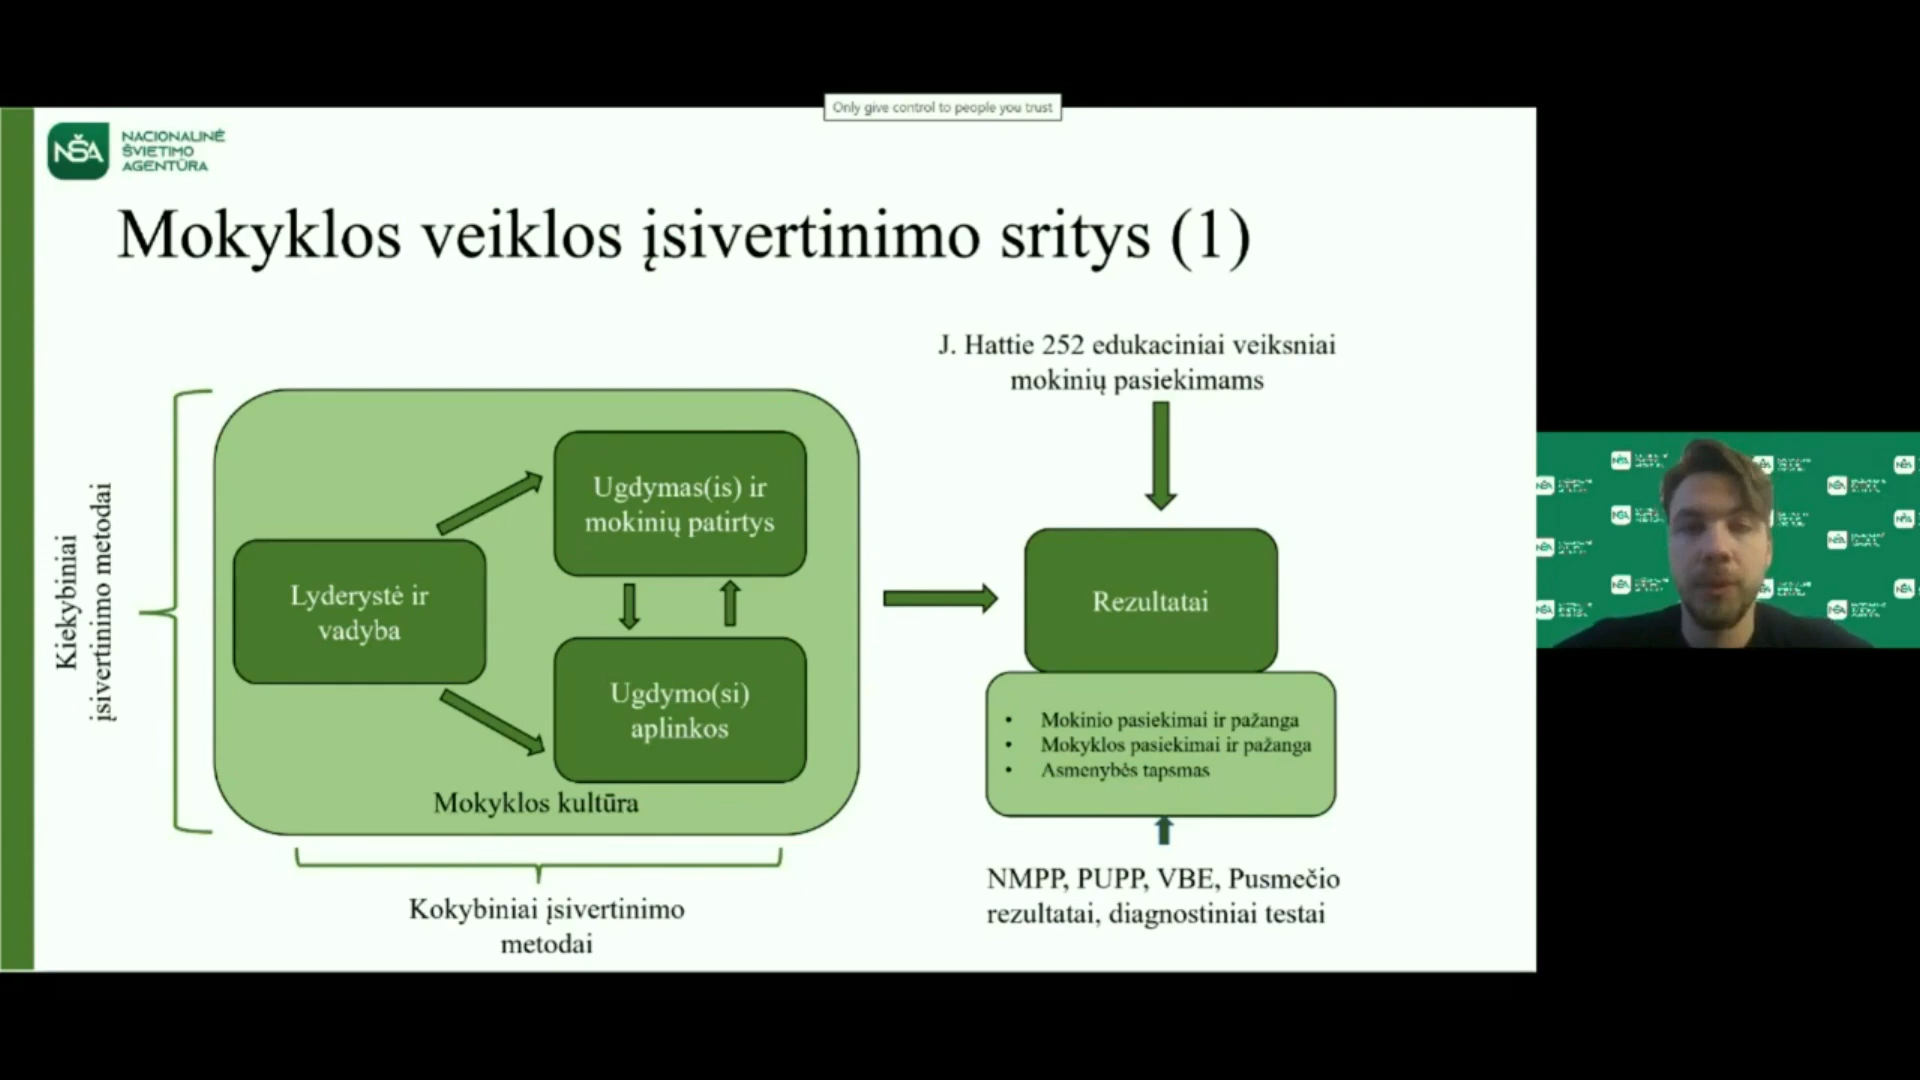 Only give control to people you trust
NŠA
NACIONALINĖ
ŠVIETIMO
AGENTŪRA
Mokyklos veiklos įsivertinimo sritys (1)
J. Hattie 252 edukaciniai veiksniai
mokinių pasiekimams
Kiekybiniai
įsivertinimo metodai
Ugdymas(is) ir
mokinių patirtys
Lyderystė ir
vadyba
Ugdymo(si)
aplinkos
Mokyklos kultūra
Kokybiniai įsivertinimo
metodai
Rezultatai
• Mokinio pasiekimai ir pažanga
• Mokyklos pasiekimai ir pažanga
• Asmenybės tapsmas
NMPP, PUPP, VBE, Pusmečio
rezultatai, diagnostiniai testai